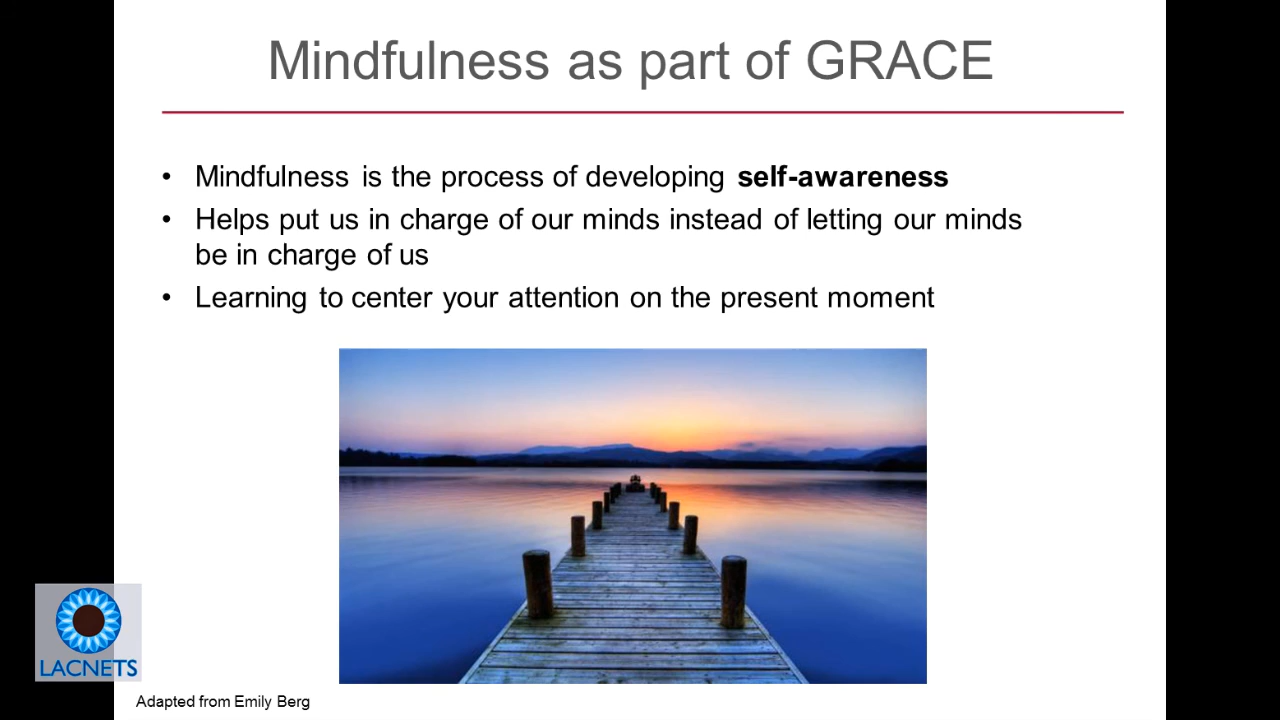 Mindfulness as part of GRACE
• Mindfulness is the process of developing self-awareness
• Helps put us in charge of our minds instead of letting our minds
be in charge of us
• Learning to center your attention on the present moment
LACNETS
Adapted from Emily Berg